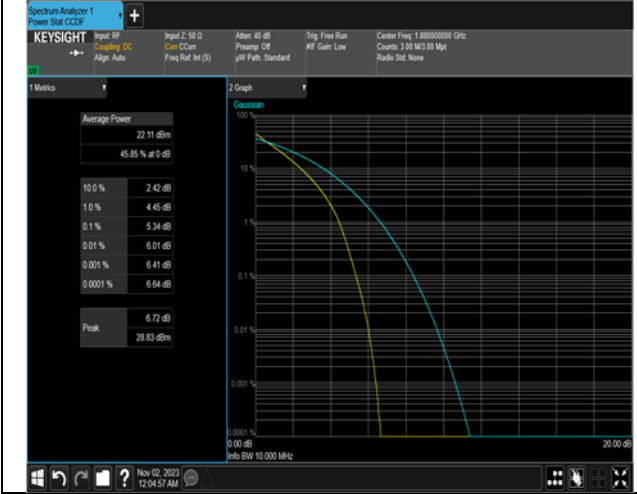 Spectrum Analyzer 1
Power Stat CCDF
KEYSIGHT
Input: RF
Coupling: DC
Align: Auto
Input Z: 50 Ω
Corr CCorr
Freq Ref: Int (S)
Atten: 40 dB
Preamp: Off
µW Path: Standard
Trig: Free Run
#IF Gain: Low
Center Freq: 1.880000000 GHz
Counts: 3.00 M/3.00 Mpt
Radio Std: None
1 Metrics
Average Power
22.11 dBm
45.85 % at 0 dB
10.0 % 2.42 dB
1.0 % 4.45 dB
0.1 % 5.34 dB
0.01 % 6.01 dB
0.001 % 6.41 dB
0.0001 % 6.64 dB
Peak 6.72 dB
28.83 dBm
2 Graph
Gaussian
100 %
10 %
1 %
0.1 %
0.01 %
0.001 %
0.0001 %
0.00 dB 20.00 dB
Info BW 10.000 MHz
Nov 02, 2023
12:04:57 AM